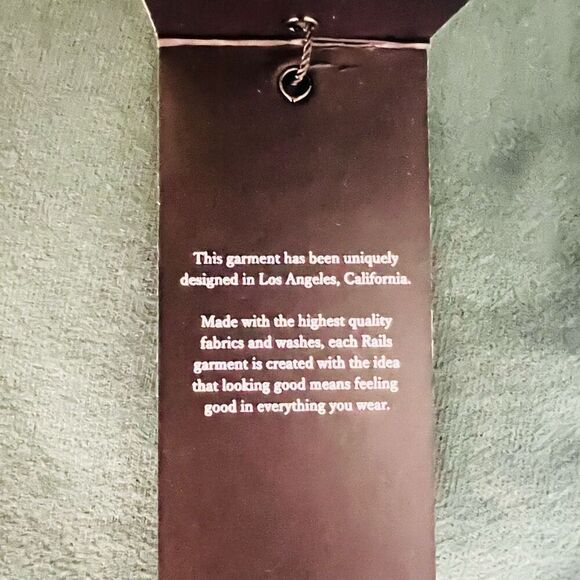 This garment has been uniquely
designed in Los Angeles, California.
Made with the highest quality
fabrics and washes, each Rails
garment is created with the idea
that looking good means feeling
good in everything you wear.